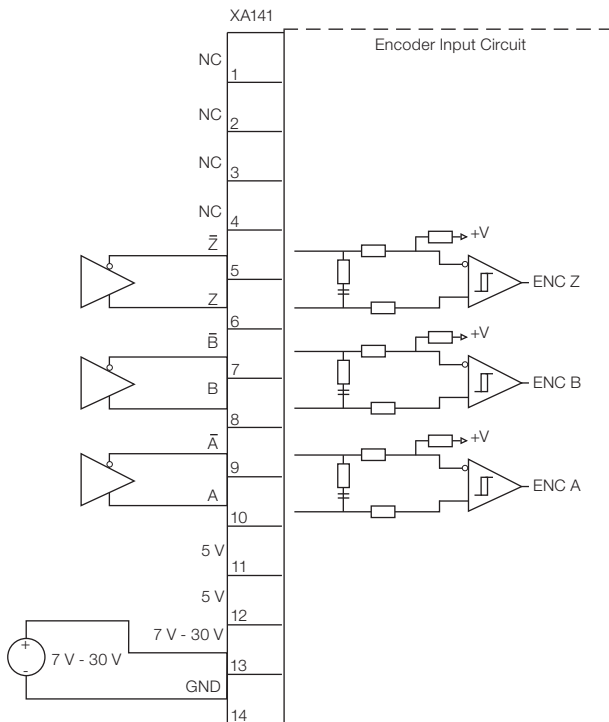 XA141
Encoder Input Circuit
NC
1
NC
2
NC
3
NC
4
Z̅
+V
5
ENC Z
Z
6
B̅
+V
7
ENC B
B
8
A̅
+V
9
ENC A
A
10
5 V
11
5 V
12
7 V - 30 V
+
7 V - 30 V
-
13
GND
14